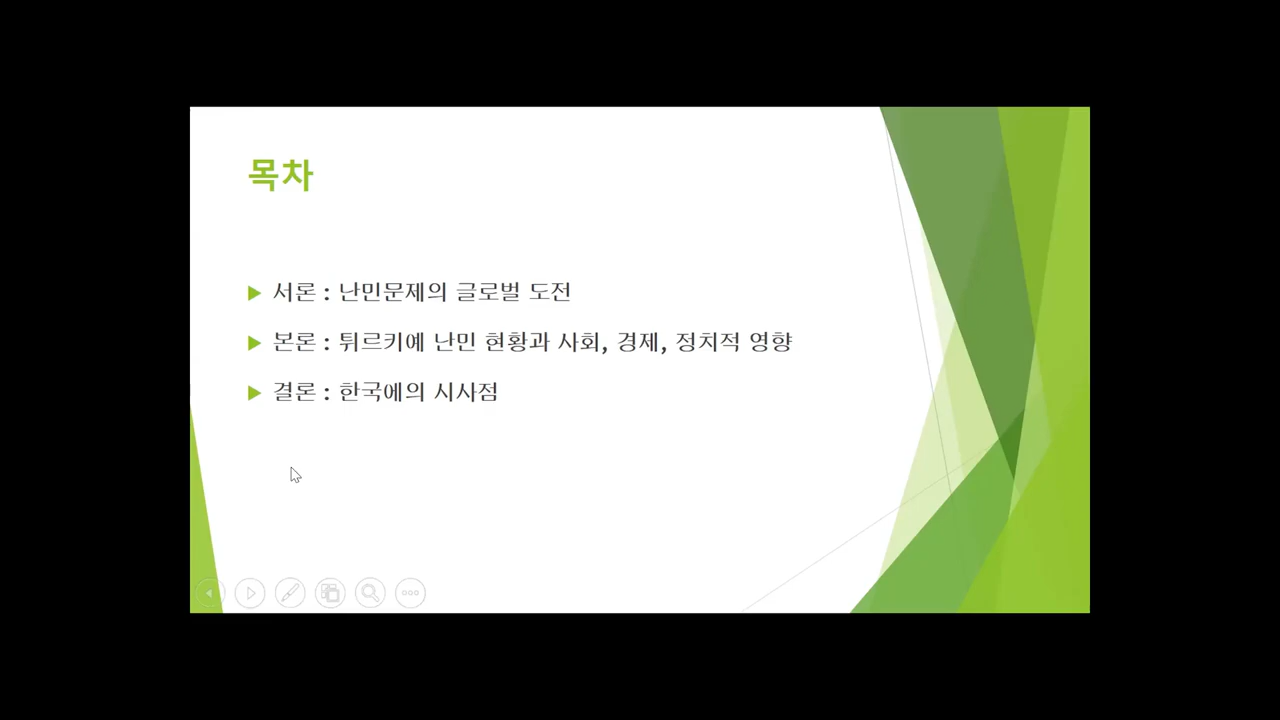 목차
서론 : 난민문제의 글로벌 도전
본론 : 튀르키예 난민 현황과 사회, 경제, 정치적 영향
결론 : 한국에의 시사점